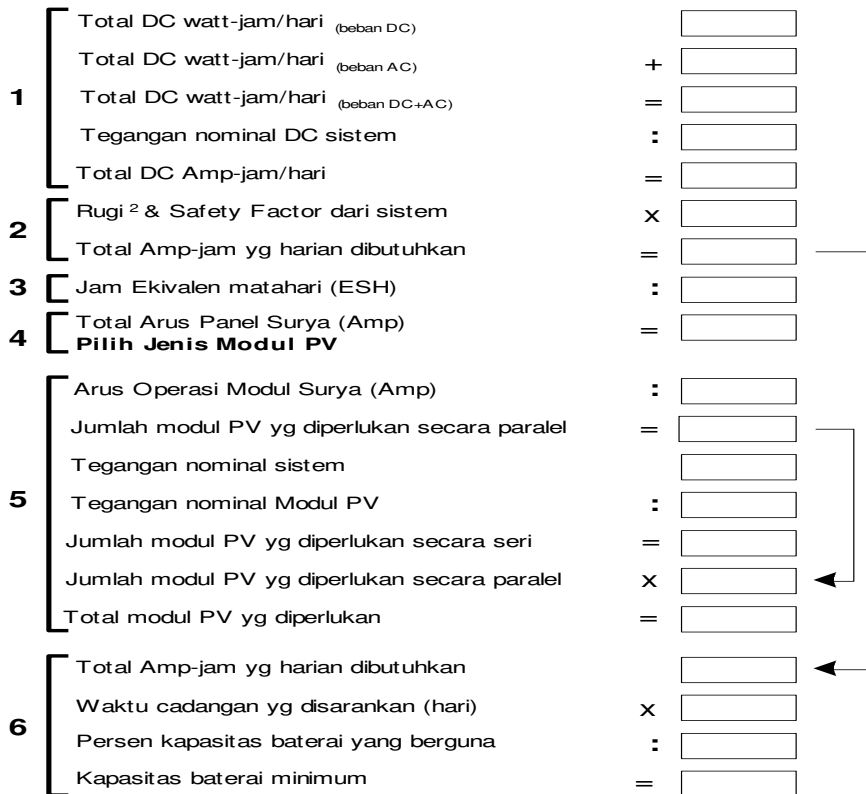 1
Total DC watt-jam/hari (beban DC)
Total DC watt-jam/hari (beban AC) +
Total DC watt-jam/hari (beban DC+AC) =
Tegangan nominal DC sistem :
Total DC Amp-jam/hari =
2
Rugi ² & Safety Factor dari sistem x
Total Amp-jam yg harian dibutuhkan =
3 Jam Ekivalen matahari (ESH) :
4
Total Arus Panel Surya (Amp) =
Pilih Jenis Modul PV
5
Arus Operasi Modul Surya (Amp) :
Jumlah modul PV yg diperlukan secara paralel =
Tegangan nominal sistem
Tegangan nominal Modul PV :
Jumlah modul PV yg diperlukan secara seri =
Jumlah modul PV yg diperlukan secara paralel x
Total modul PV yg diperlukan =
6
Total Amp-jam yg harian dibutuhkan
Waktu cadangan yg disarankan (hari) x
Persen kapasitas baterai yang berguna :
Kapasitas baterai minimum =